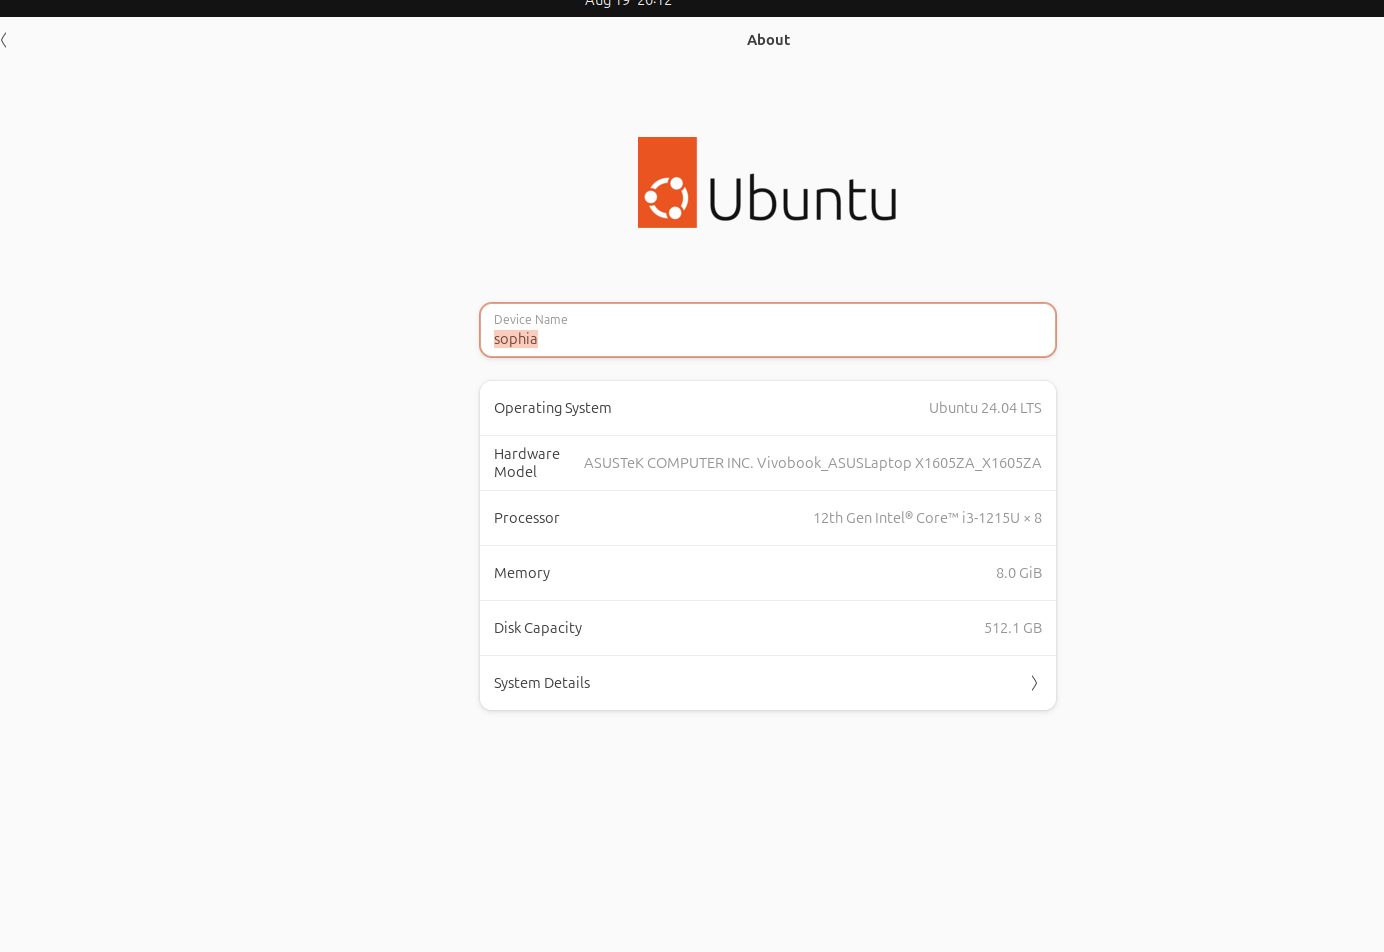 Aug 19 20:12
About
Ubuntu
Device Name
sophia
Operating System Ubuntu 24.04 LTS
Hardware Model ASUSTeK COMPUTER INC. Vivobook_ASUSLaptop X1605ZA_X1605ZA
Processor 12th Gen Intel® Core™ i3-1215U × 8
Memory 8.0 GiB
Disk Capacity 512.1 GB
System Details